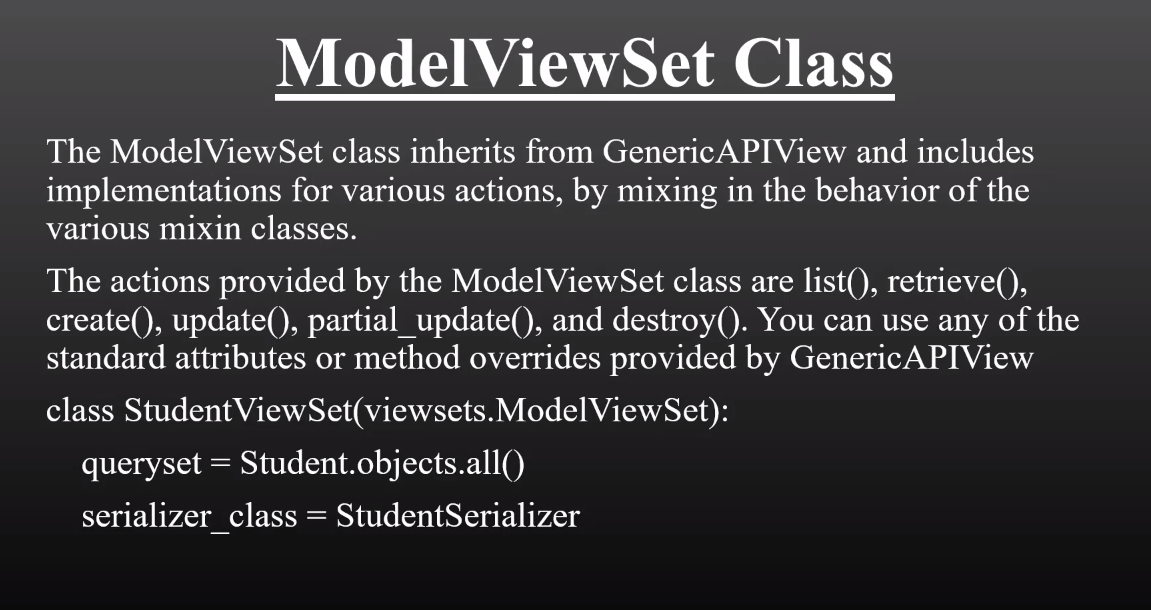 ModelViewSet Class
The ModelViewSet class inherits from GenericAPIView and includes
implementations for various actions, by mixing in the behavior of the
various mixin classes.
The actions provided by the ModelViewSet class are list(), retrieve(),
create(), update(), partial_update(), and destroy(). You can use any of the
standard attributes or method overrides provided by GenericAPIView
class StudentViewSet(viewsets.ModelViewSet):
    queryset = Student.objects.all()
    serializer_class = StudentSerializer